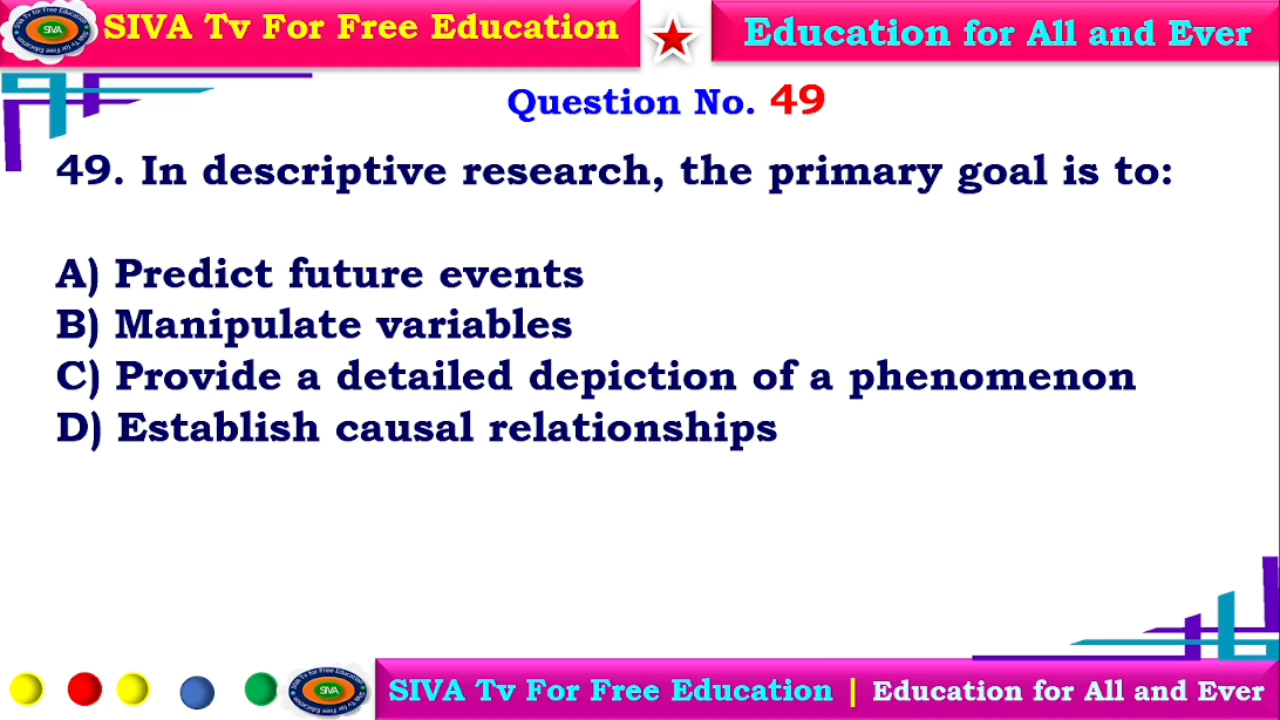 SIVA Tv For Free Education
Education for All and Ever
SIVA
Question No. 49
49. In descriptive research, the primary goal is to:
A) Predict future events
B) Manipulate variables
C) Provide a detailed depiction of a phenomenon
D) Establish causal relationships
SIVA
SIVA Tv For Free Education | Education for All and Ever